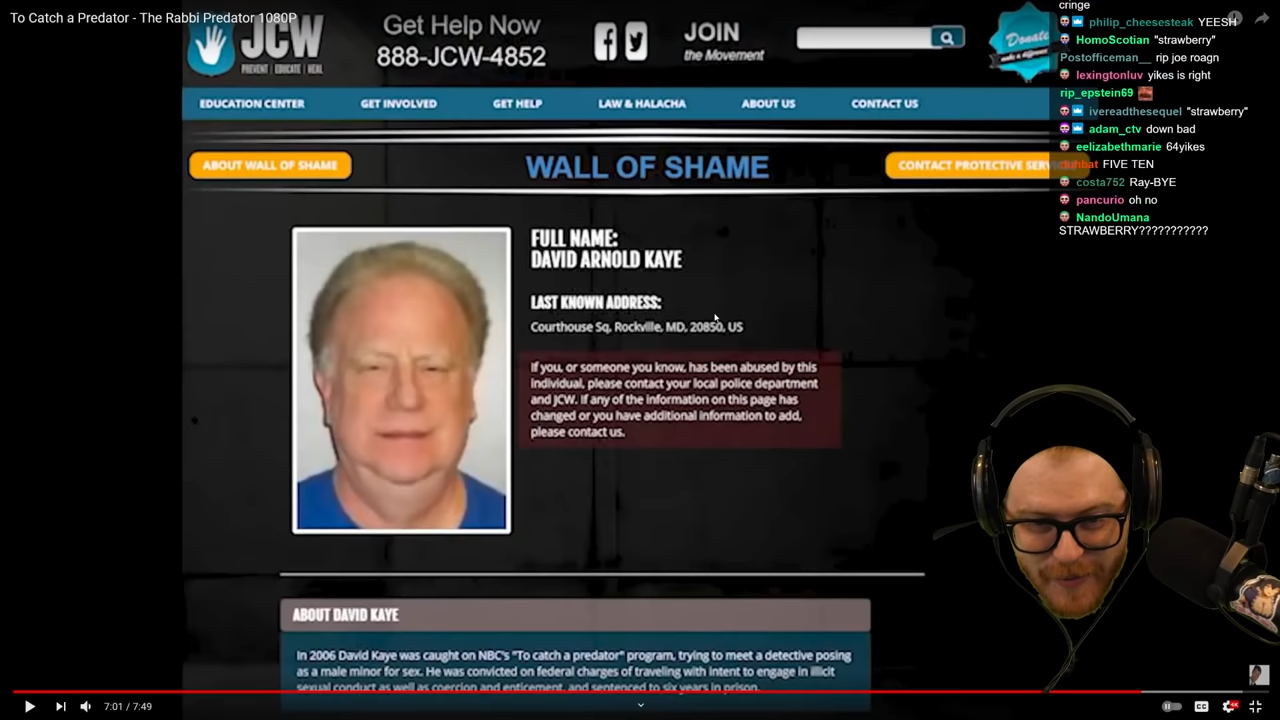 To Catch a Predator - The Rabbi Predator 1080P
JCW
PREVENT | EDUCATE | HEAL
Get Help Now
888-JCW-4852
JOIN
the Movement
Donate
make a difference
EDUCATION CENTER
GET INVOLVED
GET HELP
LAW & HALACHA
ABOUT US
CONTACT US
ABOUT WALL OF SHAME
WALL OF SHAME
CONTACT PROTECTIVE
FULL NAME:
DAVID ARNOLD KAYE
LAST KNOWN ADDRESS:
Courthouse Sq, Rockville, MD, 20850, US
If you, or someone you know, has been abused by this
individual, please contact your local police department
and JCW. If any of the information on this page has
changed or you have additional information to add,
please contact us.
ABOUT DAVID KAYE
In 2006 David Kaye was caught on NBC's "To catch a predator" program, trying to meet a detective posing
as a male minor for sex. He was convicted on federal charges of traveling with intent to engage in illicit
sexual conduct as well as coercion and enticement, and sentenced to six years in prison.
cringe
philip_cheesesteak YEESH
HomoScotian "strawberry"
Postofficeman__ rip joe roagn
lexingtonluv yikes is right
rip_epstein69
ivereadthesequel "strawberry"
adam_ctv down bad
eelizabethmarie 64yikes
FIVE TEN
costa752 Ray-BYE
pancurio oh no
NandoUmana
STRAWBERRY???????????
7:01 / 7:49
CC